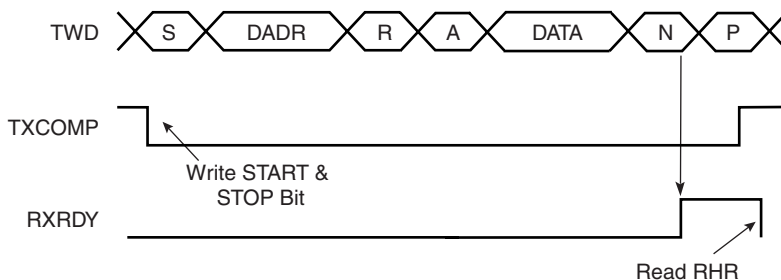 TWD S DADR R A DATA N P
TXCOMP
Write START &
STOP Bit
RXRDY
Read RHR